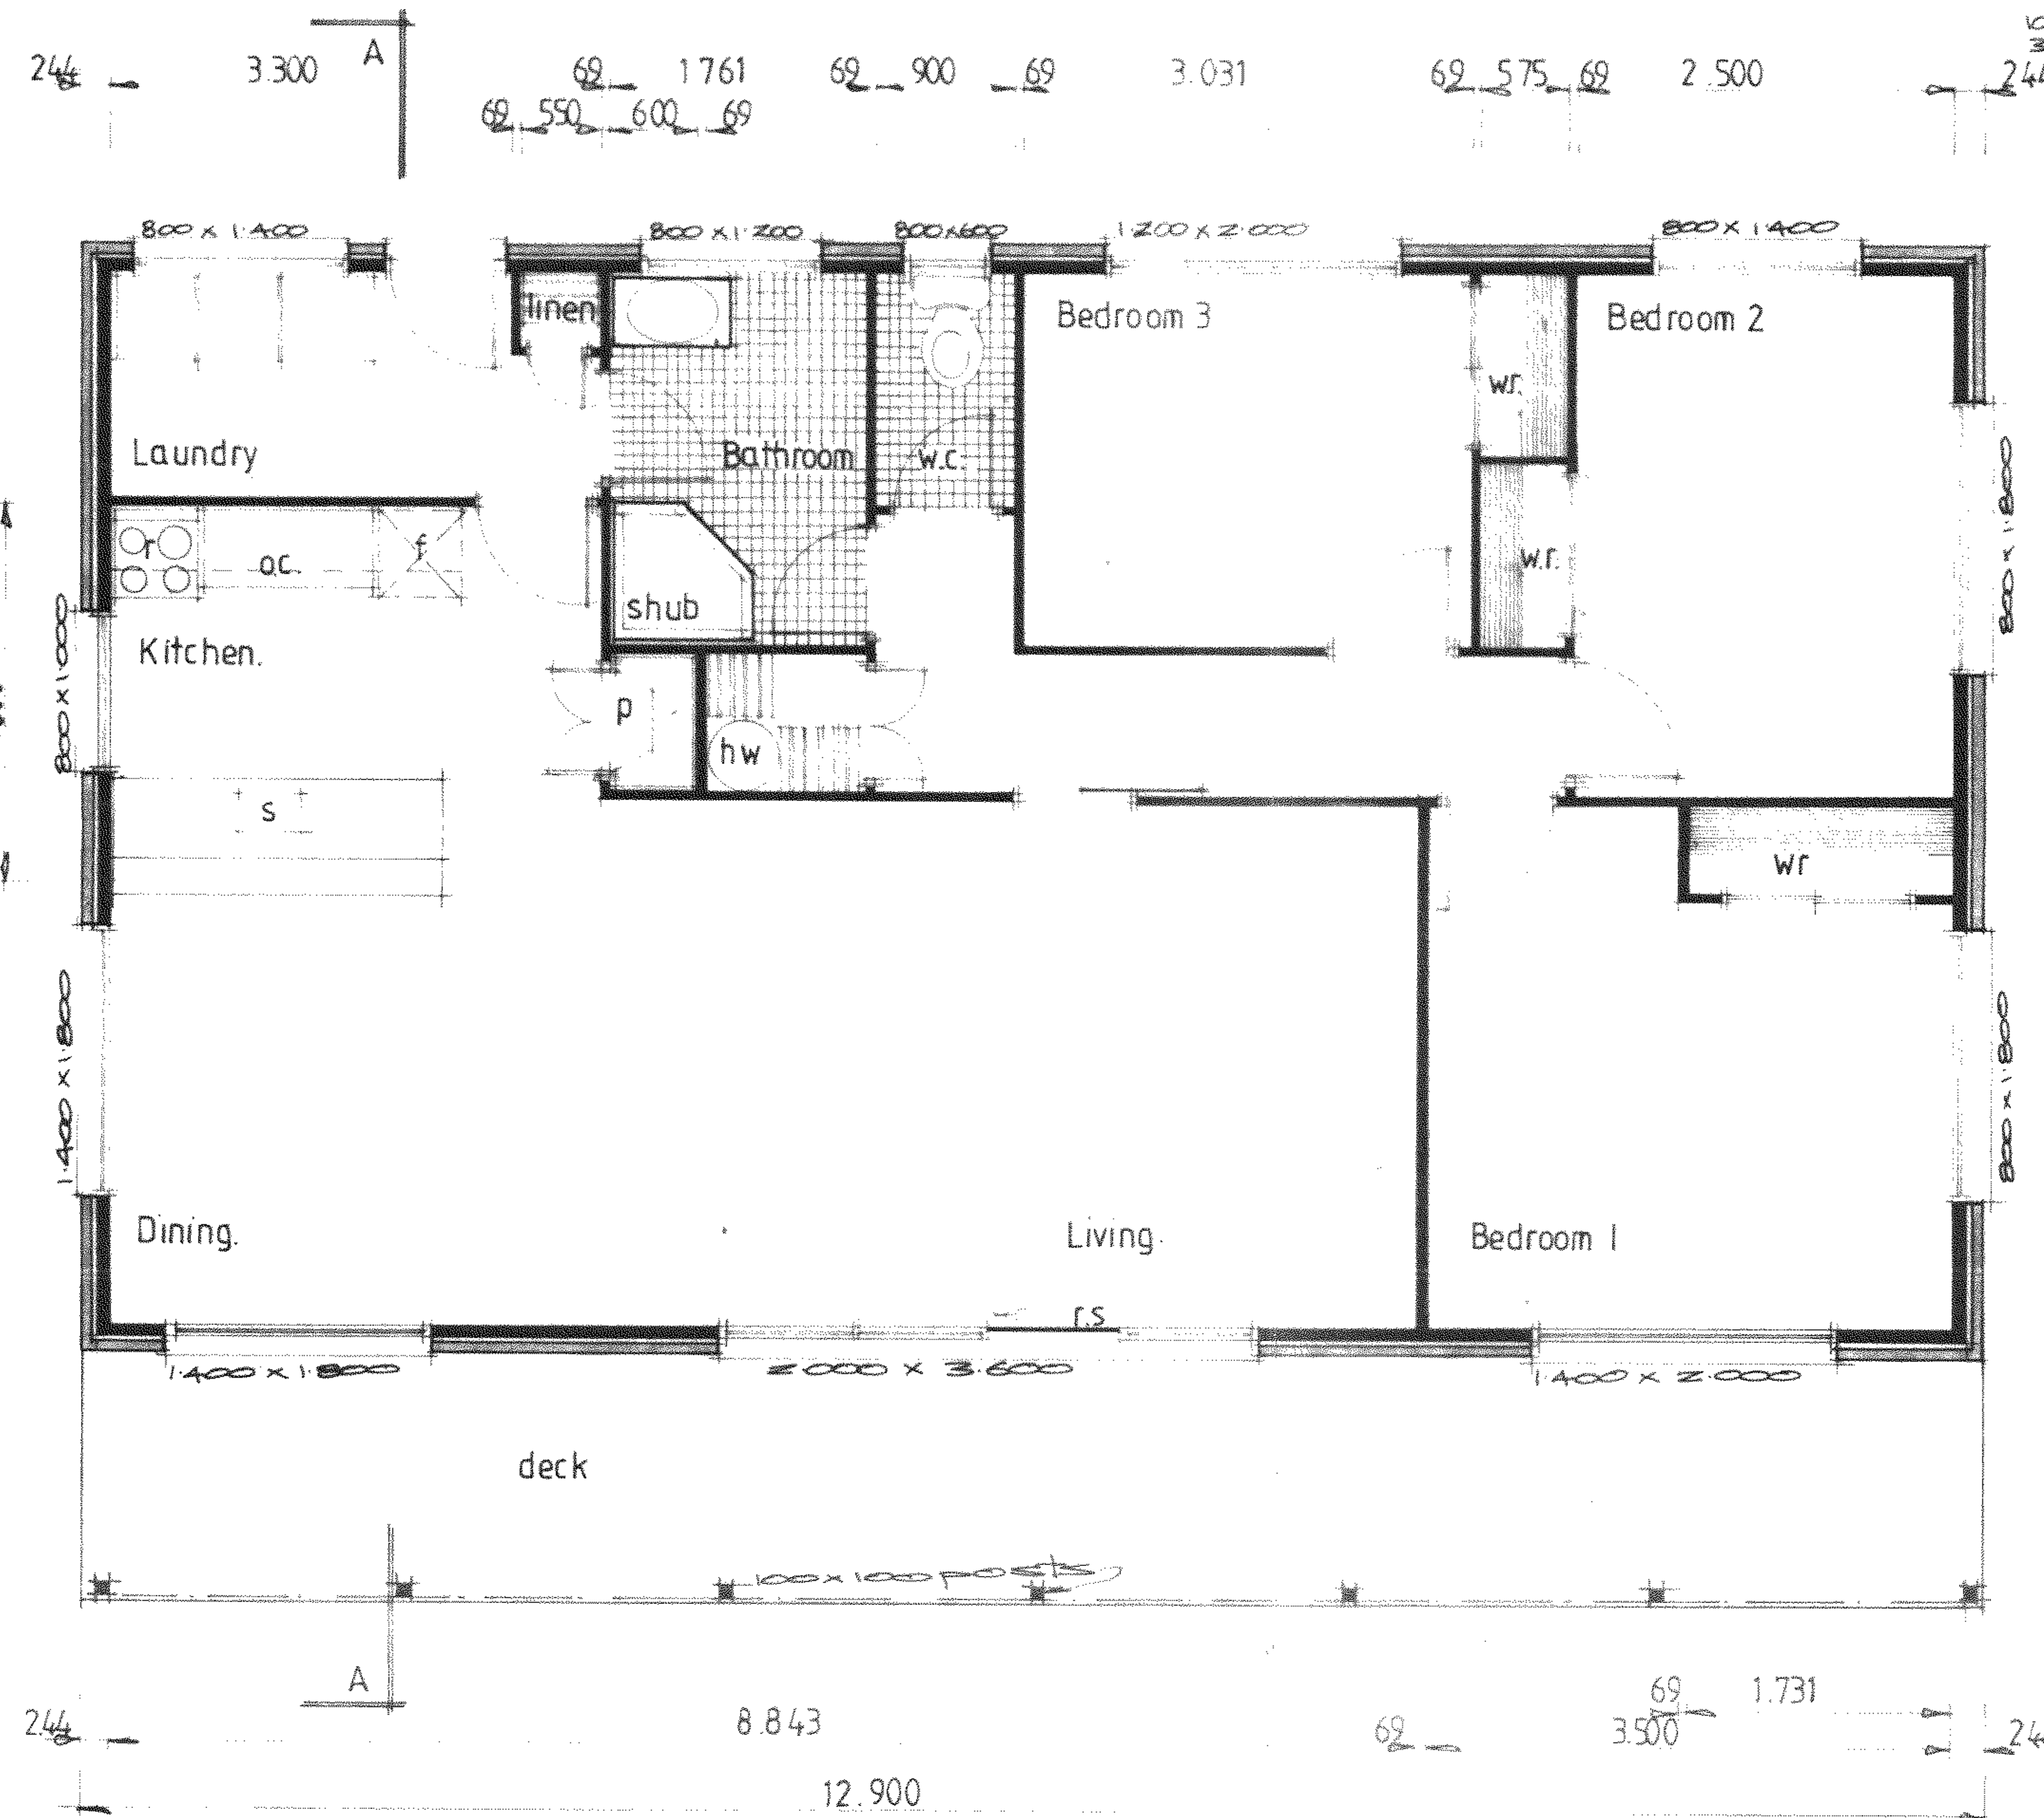 A
244 3.300 69 1761 69 900 69 3.031 69 575 69 2.500
69 550 600 69
800 x 1.400 800 x 1.200 800x600 1.200 x 2.000 800 x 1.400
linen Bedroom 3 Bedroom 2
wr.
Laundry Bathroom w.c.
800 x 1.800
r o.c. f w.r.
shub
Kitchen.
800 x 1.000
p hw
s
wr
1.400 x 1.800
800 x 1.800
Dining. Living. Bedroom 1
r.s
1.400 x 1.800 2.000 x 3.600 1.400 x 2.000
deck
100 x 100 posts
A
69 1.731
244 8.843 69 3.500
12.900